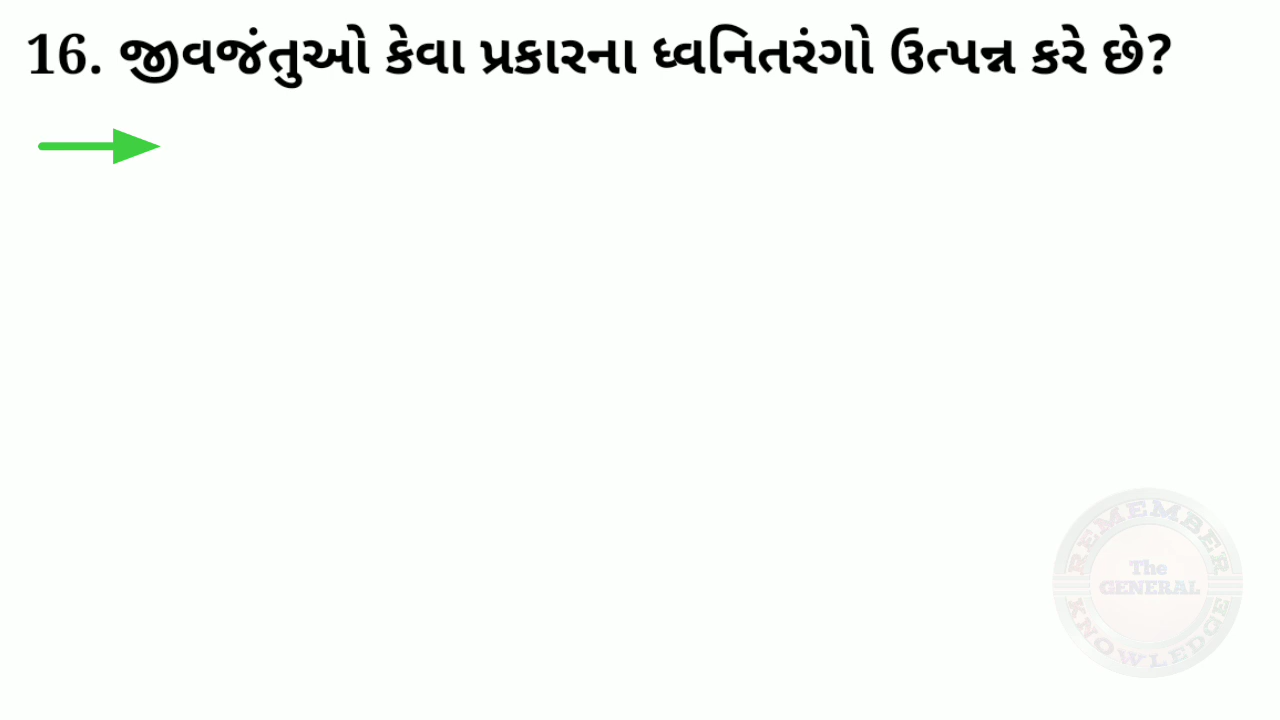 16. જીવજંતુઓ કેવા પ્રકારના ધ્વનિતરંગો ઉત્પન્ન કરે છે?
REMEMBER
The
GENERAL
KNOWLEDGE